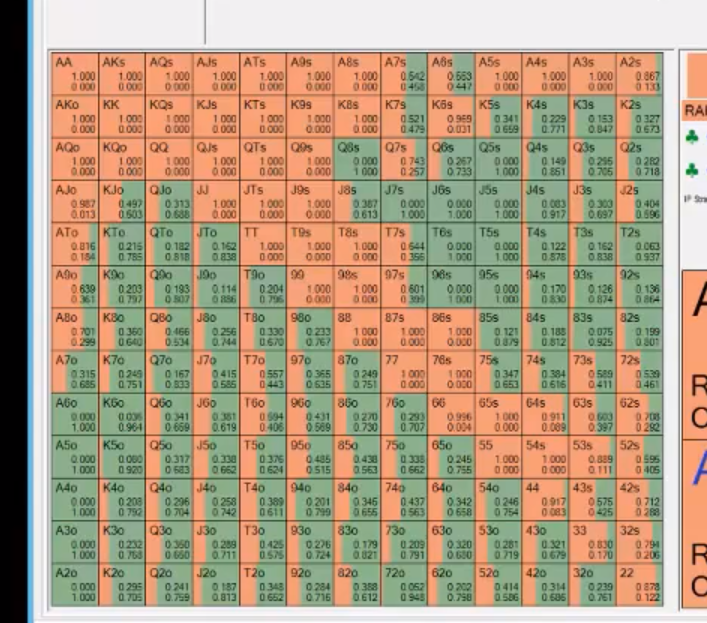 AA AKs AQs AJs ATs A9s A8s A7s A6s A5s A4s A3s A2s
1.000 1.000 1.000 1.000 1.000 1.000 1.000 0.542 0.553 1.000 1.000 1.000 0.867
0.000 0.000 0.000 0.000 0.000 0.000 0.000 0.458 0.447 0.000 0.000 0.000 0.133
AKo KK KQs KJs KTs K9s K8s K7s K6s K5s K4s K3s K2s
1.000 1.000 1.000 1.000 1.000 1.000 1.000 0.521 0.969 0.341 0.229 0.153 0.327
0.000 0.000 0.000 0.000 0.000 0.000 0.000 0.479 0.031 0.659 0.771 0.847 0.673
AQo KQo QQ QJs QTs Q9s Q8s Q7s Q6s Q5s Q4s Q3s Q2s
1.000 1.000 1.000 1.000 1.000 1.000 0.000 0.743 0.267 0.000 0.149 0.295 0.282
0.000 0.000 0.000 0.000 0.000 0.000 1.000 0.257 0.733 1.000 0.851 0.705 0.718
AJo KJo QJo JJ JTs J9s J8s J7s J6s J5s J4s J3s J2s
0.987 0.497 0.313 1.000 1.000 1.000 0.387 0.000 0.000 0.000 0.083 0.303 0.404
0.013 0.503 0.688 0.000 0.000 0.000 0.613 1.000 1.000 1.000 0.917 0.697 0.596
ATo KTo QTo JTo TT T9s T8s T7s T6s T5s T4s T3s T2s
0.816 0.215 0.182 0.162 1.000 1.000 1.000 0.644 0.000 0.000 0.122 0.162 0.063
0.184 0.785 0.818 0.838 0.000 0.000 0.000 0.356 1.000 1.000 0.878 0.838 0.937
A9o K9o Q9o J9o T9o 99 98s 97s 96s 95s 94s 93s 92s
0.639 0.203 0.193 0.114 0.204 1.000 1.000 0.601 0.000 0.000 0.170 0.126 0.136
0.361 0.797 0.807 0.886 0.796 0.000 0.000 0.399 1.000 1.000 0.830 0.874 0.864
A8o K8o Q8o J8o T8o 98o 88 87s 86s 85s 84s 83s 82s
0.701 0.360 0.466 0.256 0.330 0.233 1.000 1.000 1.000 0.121 0.188 0.075 0.199
0.299 0.640 0.534 0.744 0.670 0.767 0.000 0.000 0.000 0.879 0.812 0.925 0.801
A7o K7o Q7o J7o T7o 97o 87o 77 76s 75s 74s 73s 72s
0.315 0.249 0.167 0.415 0.557 0.365 0.249 1.000 1.000 0.347 0.384 0.589 0.539
0.685 0.751 0.833 0.585 0.443 0.635 0.751 0.000 0.000 0.653 0.616 0.411 0.461
A6o K6o Q6o J6o T6o 96o 86o 76o 66 65s 64s 63s 62s
0.000 0.036 0.341 0.381 0.594 0.431 0.270 0.293 0.996 1.000 0.911 0.603 0.708
1.000 0.964 0.659 0.619 0.406 0.569 0.730 0.707 0.004 0.000 0.089 0.397 0.292
A5o K5o Q5o J5o T5o 95o 85o 75o 65o 55 54s 53s 52s
0.000 0.080 0.317 0.338 0.376 0.485 0.438 0.338 0.245 1.000 1.000 0.889 0.595
1.000 0.920 0.683 0.662 0.624 0.515 0.563 0.662 0.755 0.000 0.000 0.111 0.405
A4o K4o Q4o J4o T4o 94o 84o 74o 64o 54o 44 43s 42s
0.000 0.208 0.296 0.258 0.389 0.201 0.345 0.437 0.342 0.246 0.917 0.575 0.712
1.000 0.792 0.704 0.742 0.611 0.799 0.655 0.563 0.658 0.754 0.083 0.425 0.288
A3o K3o Q3o J3o T3o 93o 83o 73o 63o 53o 43o 33 32s
0.000 0.232 0.350 0.289 0.425 0.276 0.179 0.209 0.320 0.281 0.321 0.830 0.794
1.000 0.768 0.650 0.711 0.575 0.724 0.821 0.791 0.680 0.719 0.679 0.170 0.206
A2o K2o Q2o J2o T2o 92o 82o 72o 62o 52o 42o 32o 22
0.000 0.295 0.241 0.187 0.348 0.284 0.388 0.052 0.202 0.414 0.314 0.239 0.878
1.000 0.705 0.759 0.813 0.652 0.716 0.612 0.948 0.798 0.586 0.686 0.761 0.122
RA
A
R
C
A
R
C